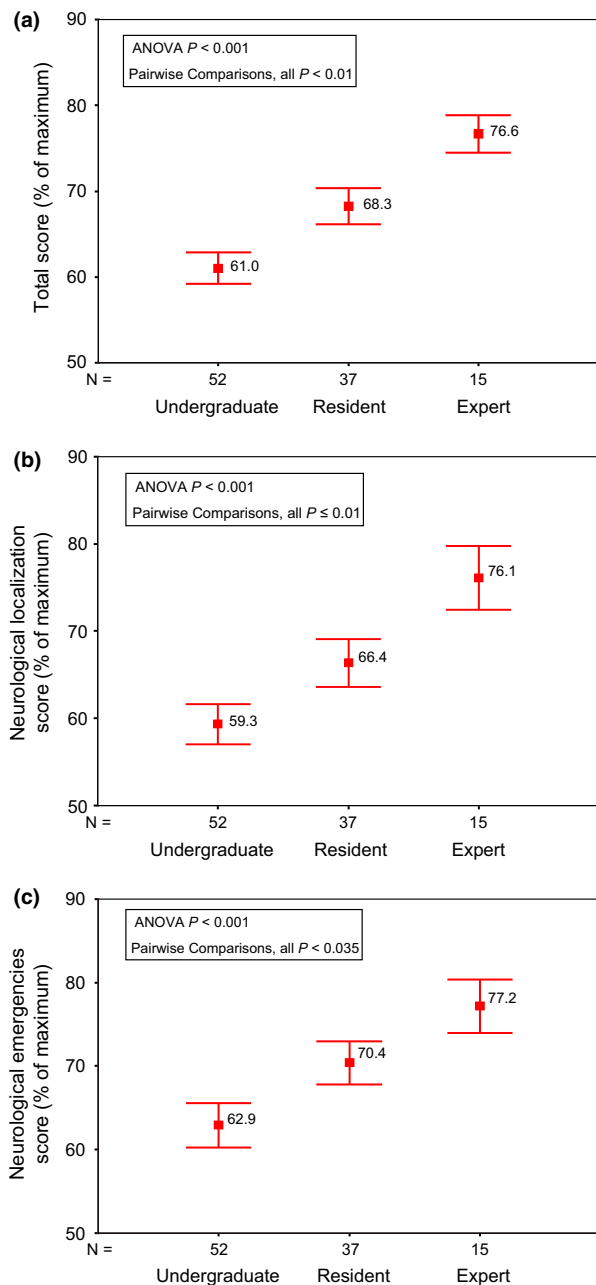 (a)
90
80
70
60
50
Total score (% of maximum)
ANOVA P < 0.001
Pairwise Comparisons, all P < 0.01
61.0
68.3
76.6
N = 52 37 15
Undergraduate Resident Expert
(b)
90
80
70
60
50
Neurological localization
score (% of maximum)
ANOVA P < 0.001
Pairwise Comparisons, all P ≤ 0.01
59.3
66.4
76.1
N = 52 37 15
Undergraduate Resident Expert
(c)
90
80
70
60
50
Neurological emergencies
score (% of maximum)
ANOVA P < 0.001
Pairwise Comparisons, all P < 0.035
62.9
70.4
77.2
N = 52 37 15
Undergraduate Resident Expert